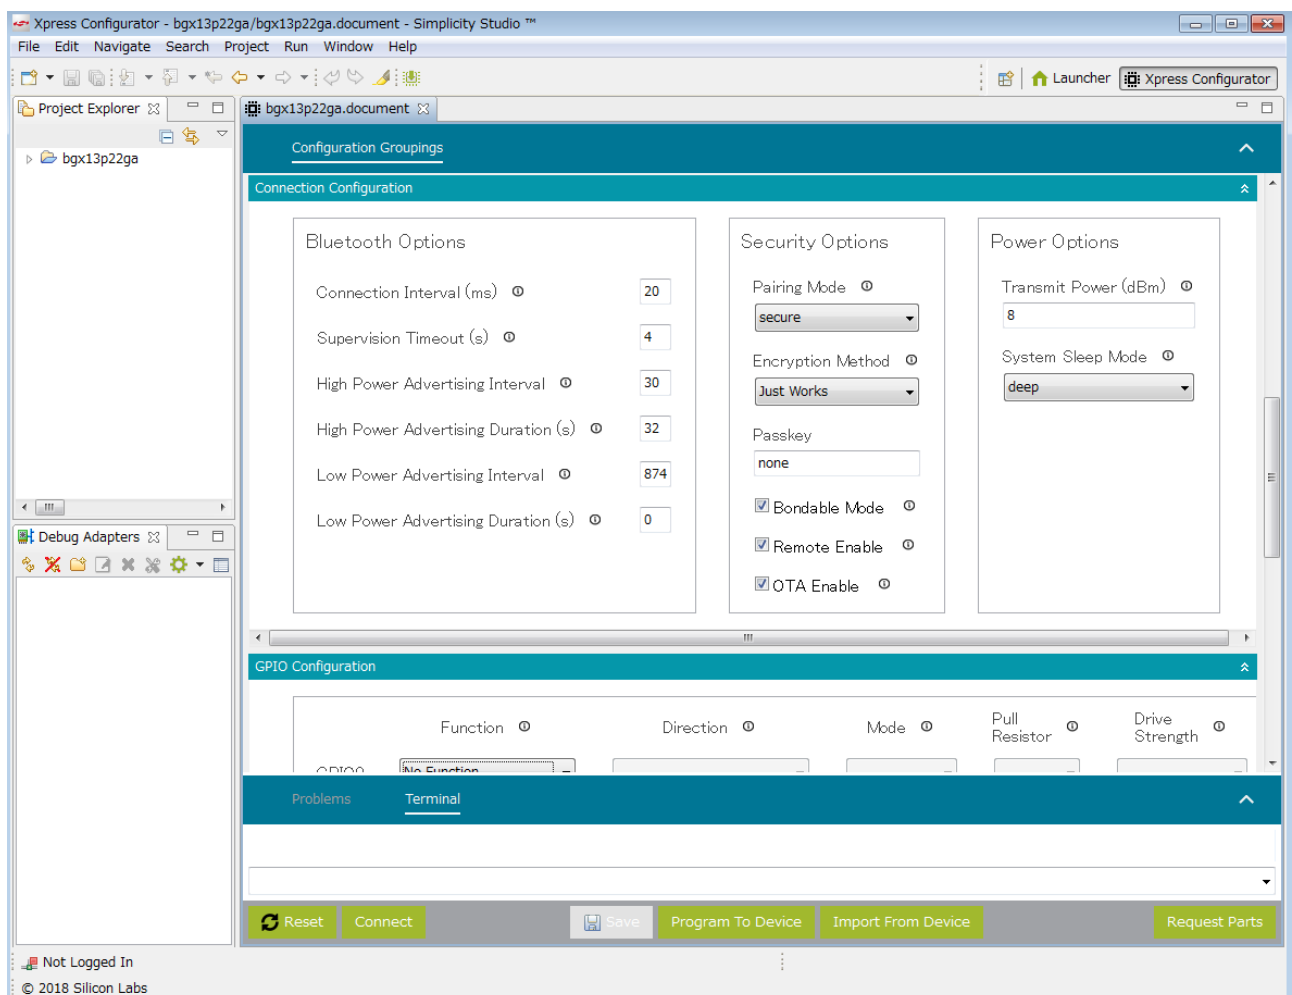 Xpress Configurator - bgx13p22ga/bgx13p22ga.document - Simplicity Studio ™
File Edit Navigate Search Project Run Window Help
Launcher Xpress Configurator
Project Explorer
bgx13p22ga.document
bgx13p22ga
Configuration Groupings
Connection Configuration
Bluetooth Options
Connection Interval (ms) 20
Supervision Timeout (s) 4
High Power Advertising Interval 30
High Power Advertising Duration (s) 32
Low Power Advertising Interval 874
Low Power Advertising Duration (s) 0
Security Options
Pairing Mode
secure
Encryption Method
Just Works
Passkey
none
Bondable Mode
Remote Enable
OTA Enable
Power Options
Transmit Power (dBm)
8
System Sleep Mode
deep
Debug Adapters
GPIO Configuration
Function Direction Mode Pull Resistor Drive Strength
GPIO0 No Function
Problems Terminal
Reset Connect Save Program To Device Import From Device Request Parts
Not Logged In
© 2018 Silicon Labs